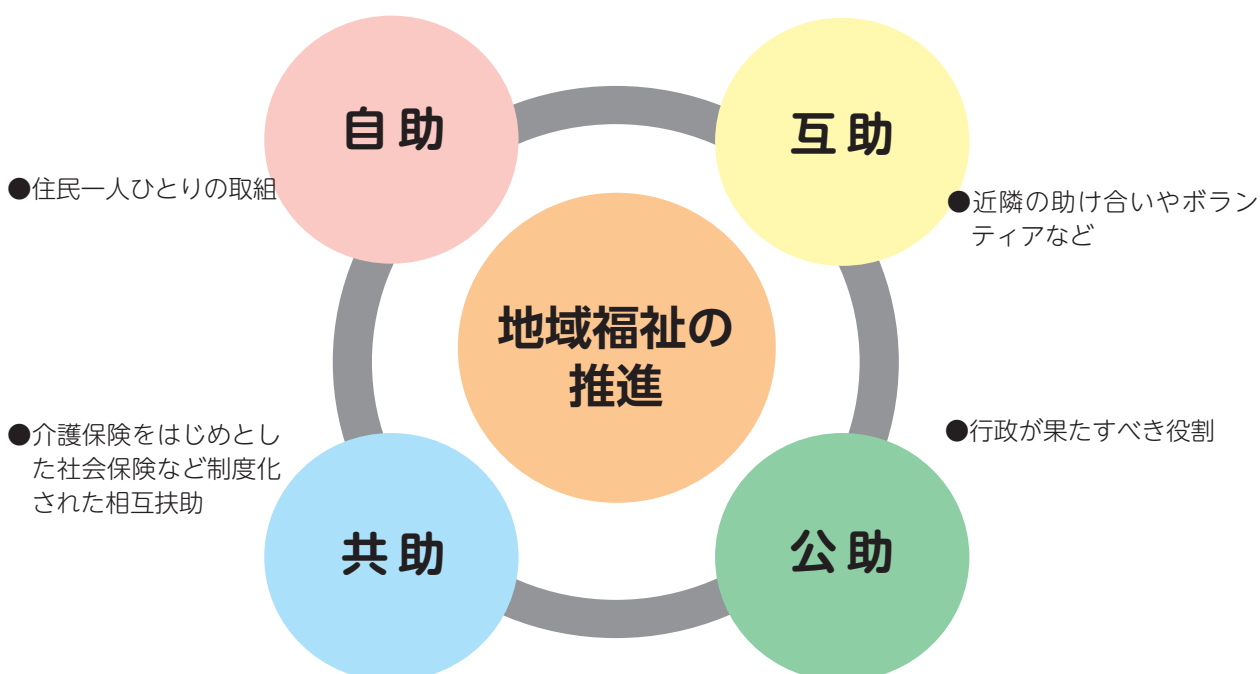 自助
●住民一人ひとりの取組
互助
●近隣の助け合いやボラン
ティアなど
地域福祉の
推進
●介護保険をはじめとし
た社会保険など制度化
された相互扶助
共助
●行政が果たすべき役割
公助